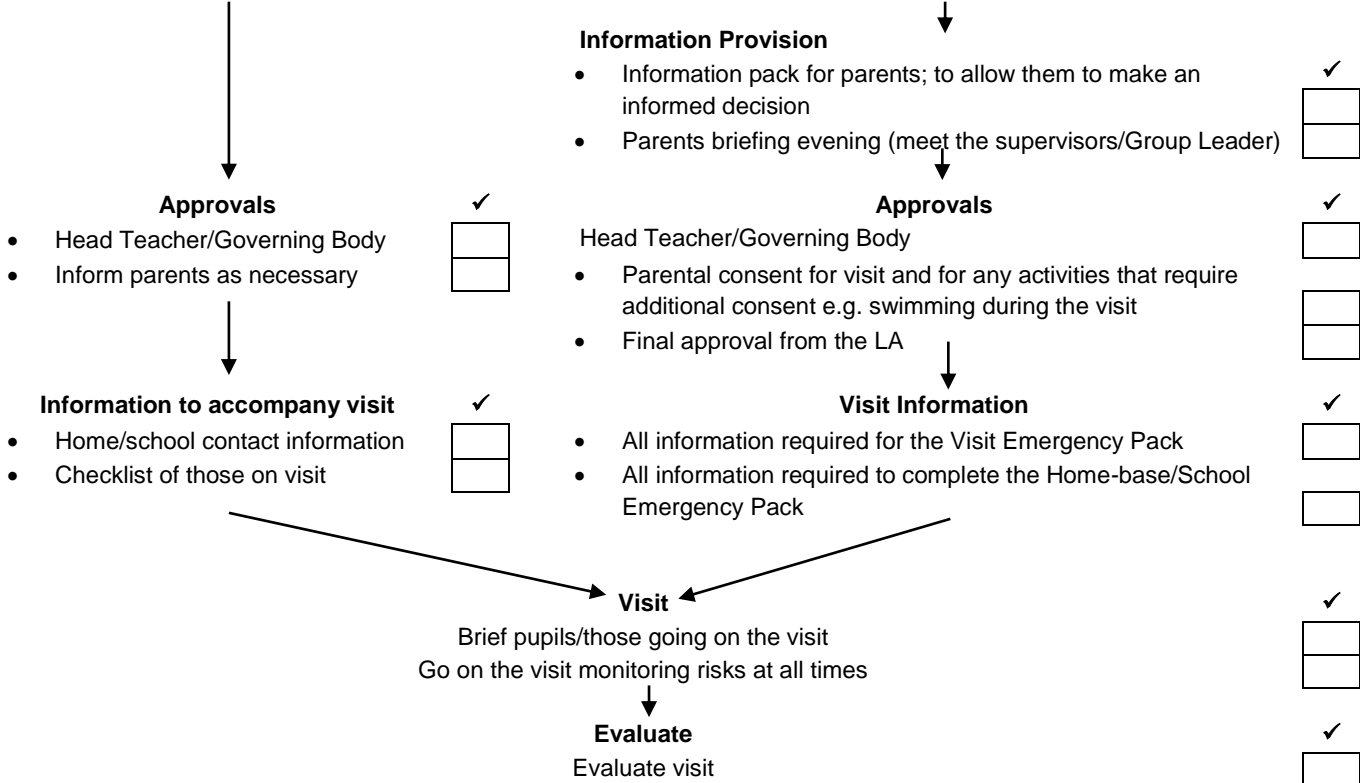 Information Provision
✓
• Information pack for parents; to allow them to make an
informed decision
• Parents briefing evening (meet the supervisors/Group Leader)
Approvals ✓
• Head Teacher/Governing Body
• Inform parents as necessary
Approvals ✓
Head Teacher/Governing Body
• Parental consent for visit and for any activities that require
additional consent e.g. swimming during the visit
• Final approval from the LA
Information to accompany visit ✓
• Home/school contact information
• Checklist of those on visit
Visit Information ✓
• All information required for the Visit Emergency Pack
• All information required to complete the Home-base/School
Emergency Pack
Visit ✓
Brief pupils/those going on the visit
Go on the visit monitoring risks at all times
Evaluate ✓
Evaluate visit